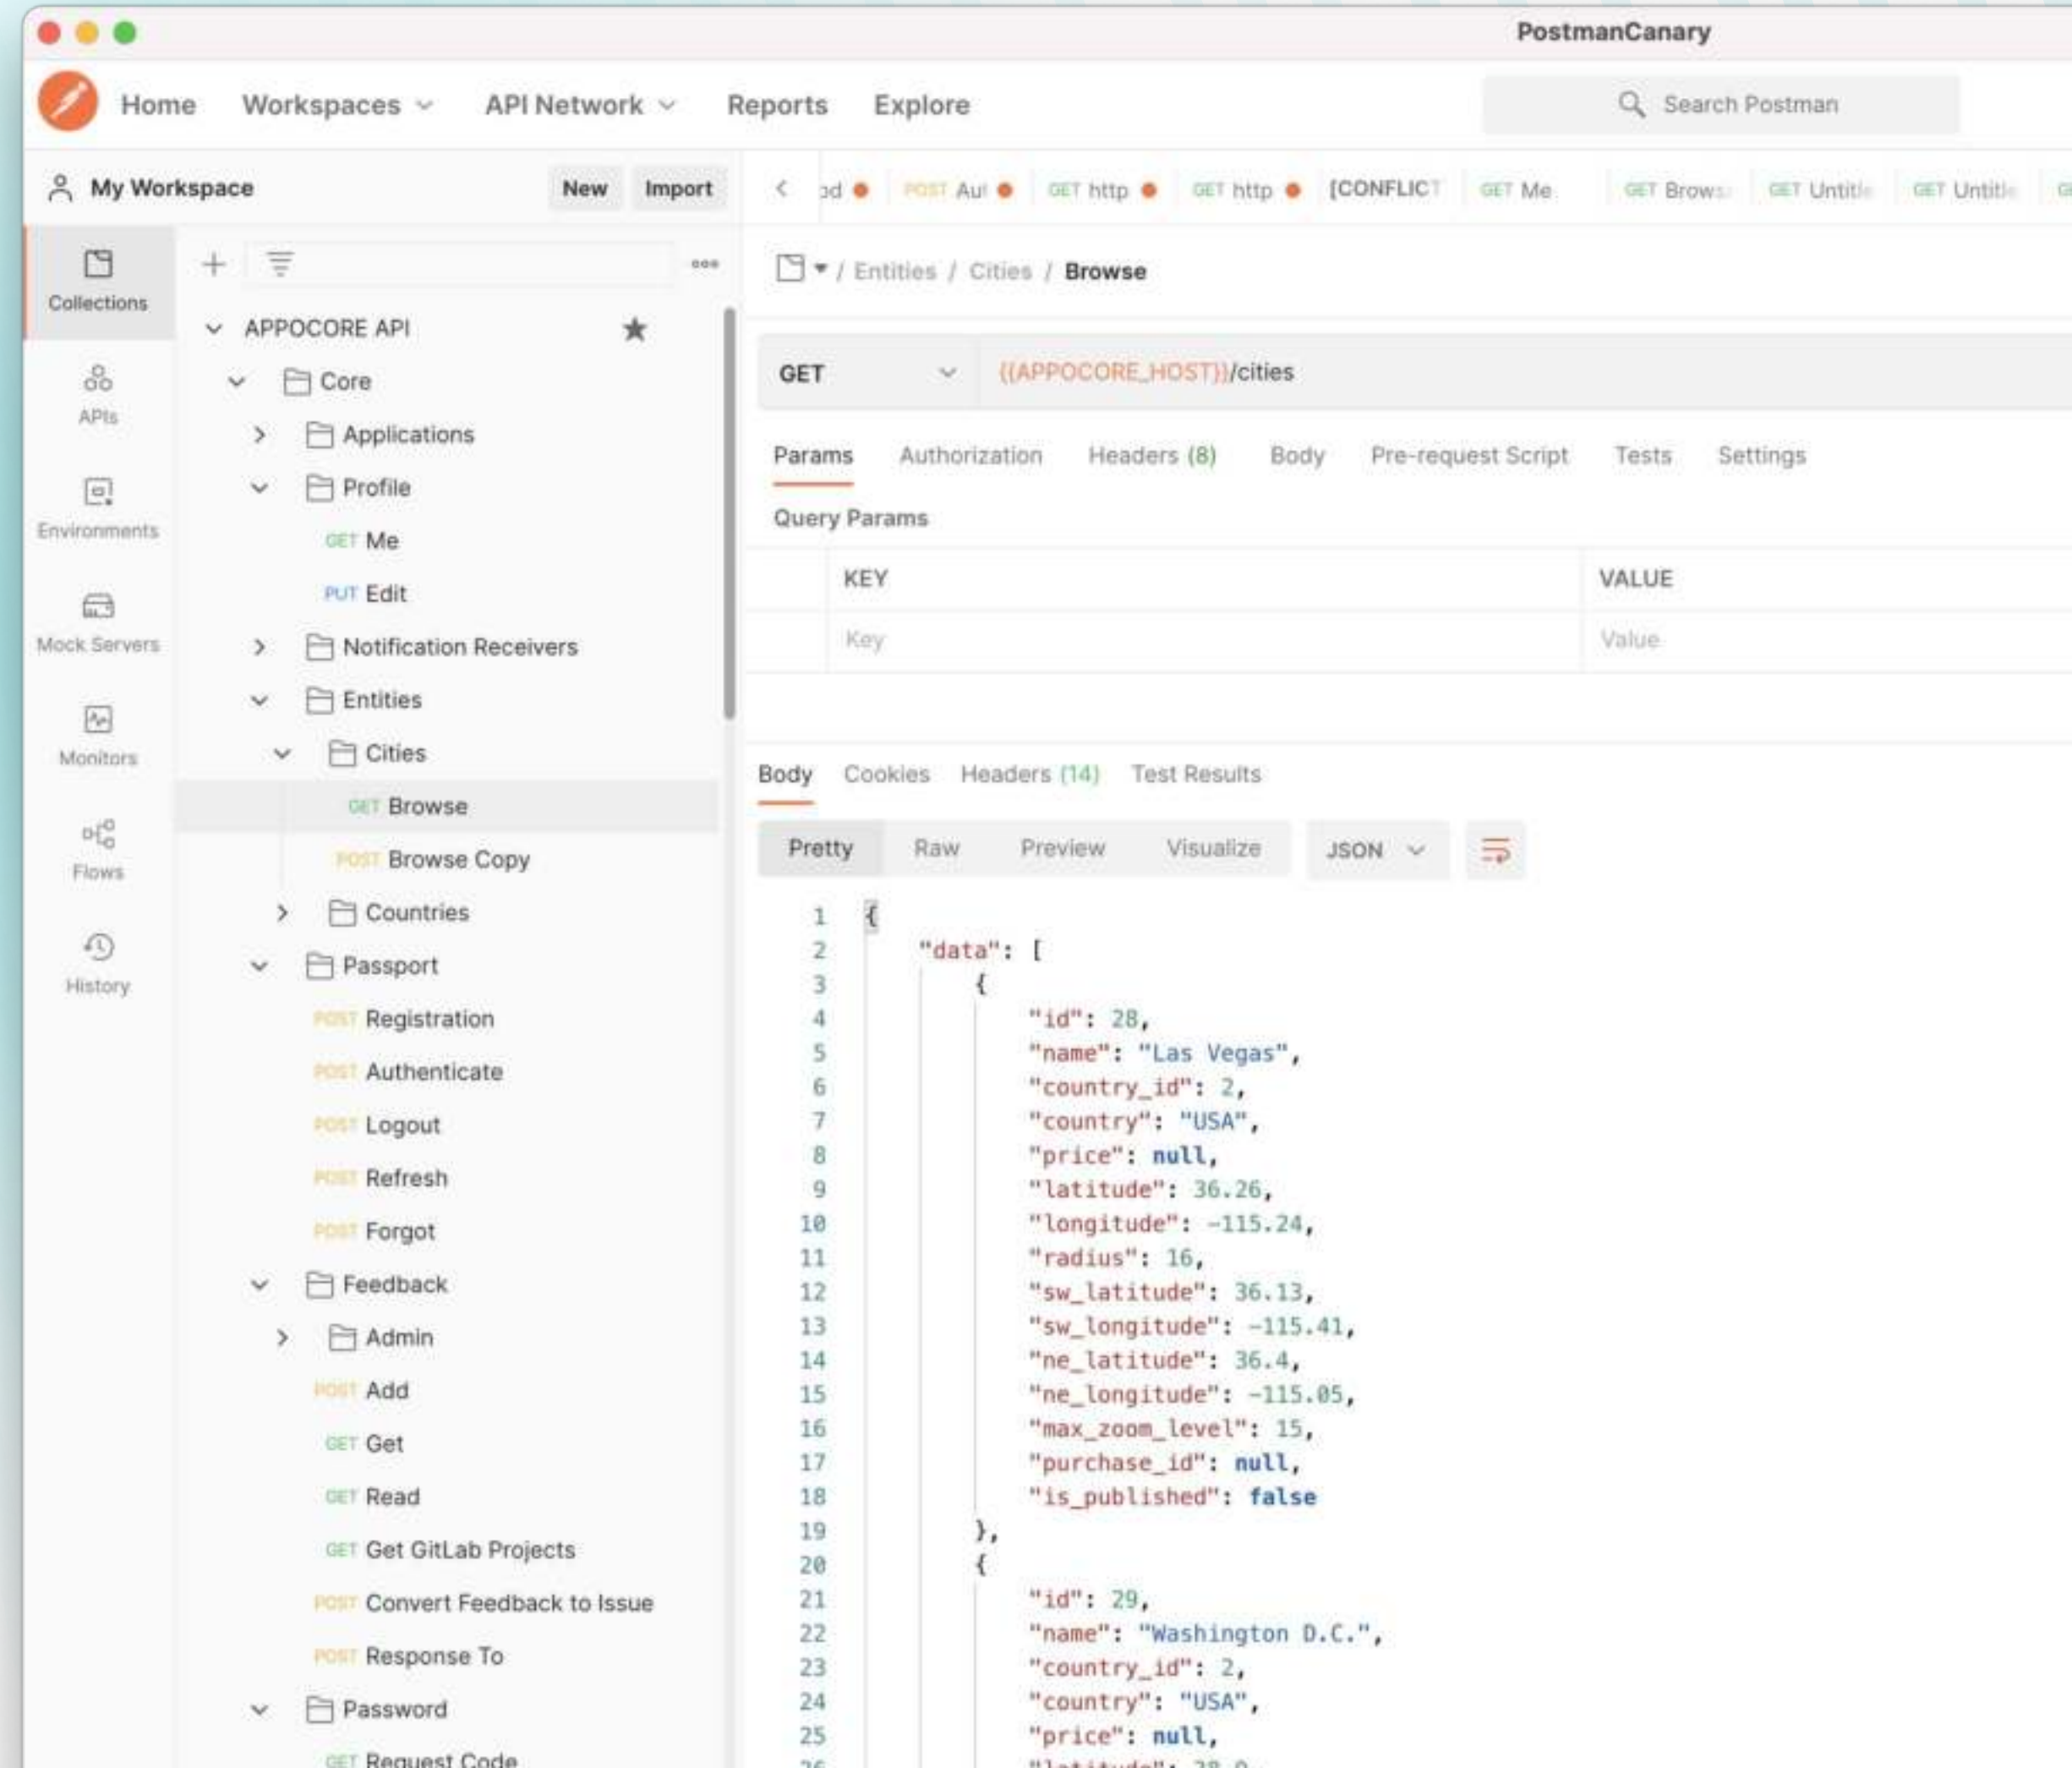 PostmanCanary
Home Workspaces API Network Reports Explore Search Postman
My Workspace New Import
od POST Aut GET http GET http [CONFLICT GET Me GET Brows GET Untitle GET Untitle
Collections
APIs
Environments
Mock Servers
Monitors
Flows
History
APPOCORE API
Core
Applications
Profile
GET Me
PUT Edit
Notification Receivers
Entities
Cities
GET Browse
POST Browse Copy
Countries
Passport
POST Registration
POST Authenticate
POST Logout
POST Refresh
POST Forgot
Feedback
Admin
POST Add
GET Get
GET Read
GET Get GitLab Projects
POST Convert Feedback to Issue
POST Response To
Password
GET Request Code
/ Entities / Cities / Browse
GET {{APPOCORE_HOST}}/cities
Params Authorization Headers (8) Body Pre-request Script Tests Settings
Query Params
KEY VALUE
Key Value
Body Cookies Headers (14) Test Results
Pretty Raw Preview Visualize JSON
1 {
2 "data": [
3 {
4 "id": 28,
5 "name": "Las Vegas",
6 "country_id": 2,
7 "country": "USA",
8 "price": null,
9 "latitude": 36.26,
10 "longitude": -115.24,
11 "radius": 16,
12 "sw_latitude": 36.13,
13 "sw_longitude": -115.41,
14 "ne_latitude": 36.4,
15 "ne_longitude": -115.05,
16 "max_zoom_level": 15,
17 "purchase_id": null,
18 "is_published": false
19 },
20 {
21 "id": 29,
22 "name": "Washington D.C.",
23 "country_id": 2,
24 "country": "USA",
25 "price": null,